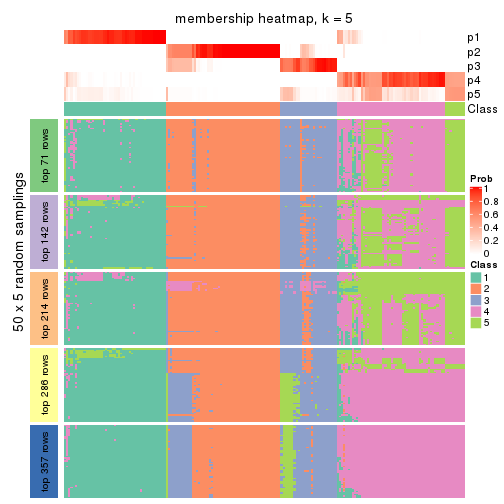 membership heatmap, k = 5
p1
p2
p3
p4
p5
Class
50 x 5 random samplings
top 71 rows
top 142 rows
top 214 rows
top 286 rows
top 357 rows
Prob
1
0.8
0.6
0.4
0.2
0
Class
1
2
3
4
5